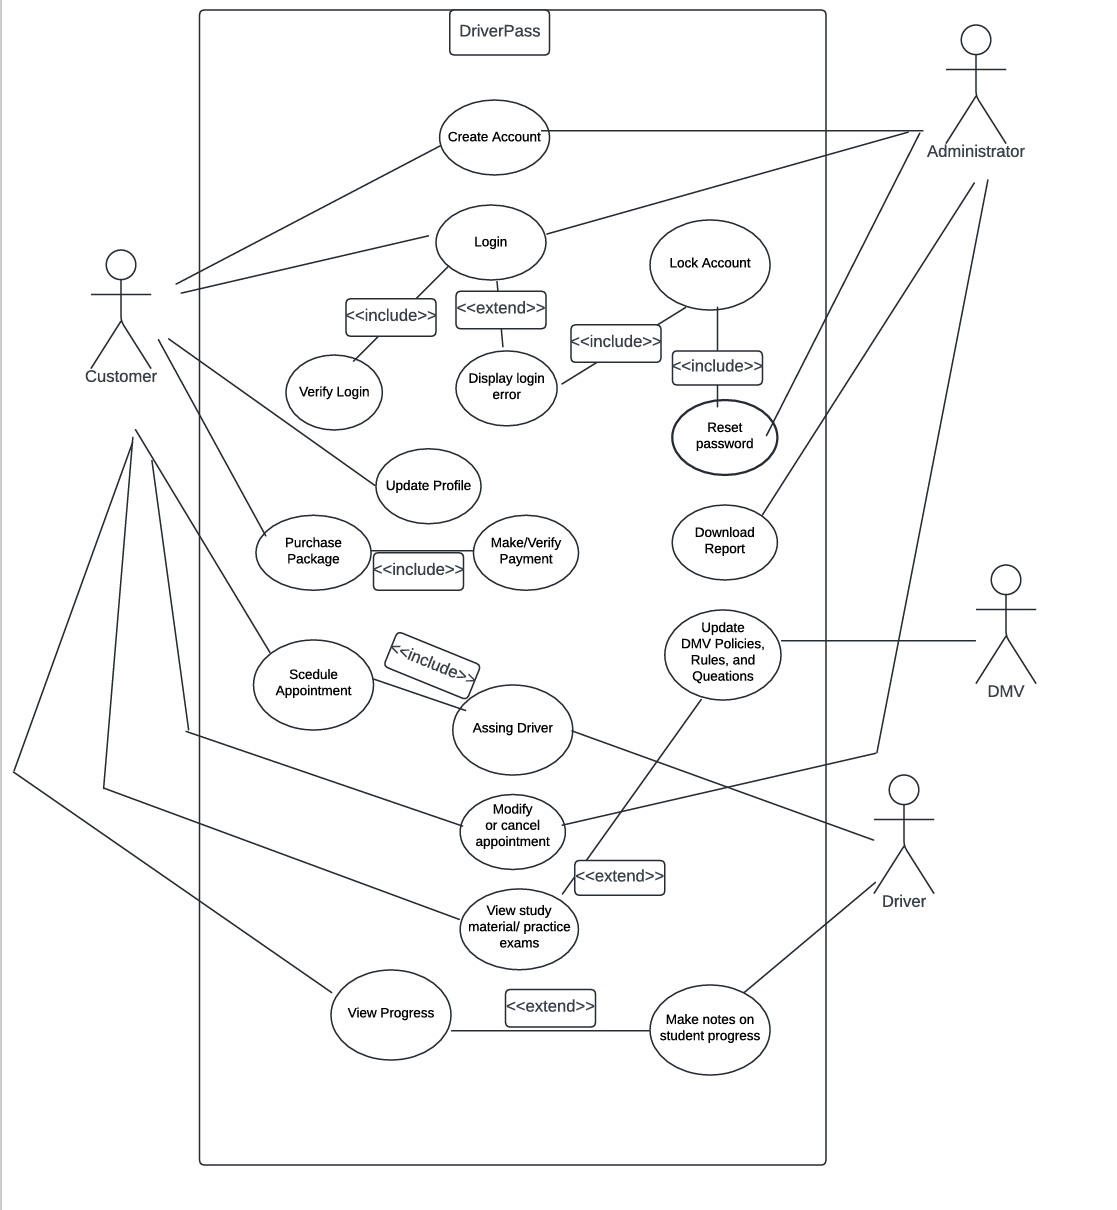 DriverPass
Create Account
Administrator
Login
Lock Account
<<include>>
<<extend>>
<<include>>
<<include>>
Customer
Verify Login
Display login
error
Reset
password
Update Profile
Purchase
Package
<<include>>
Make/Verify
Payment
Download
Report
Update
DMV Policies,
Rules, and
Queations
DMV
Scedule
Appointment
<<include>>
Assing Driver
Modify
or cancel
appointment
<<extend>>
Driver
View study
material/ practice
exams
View Progress
<<extend>>
Make notes on
student progress